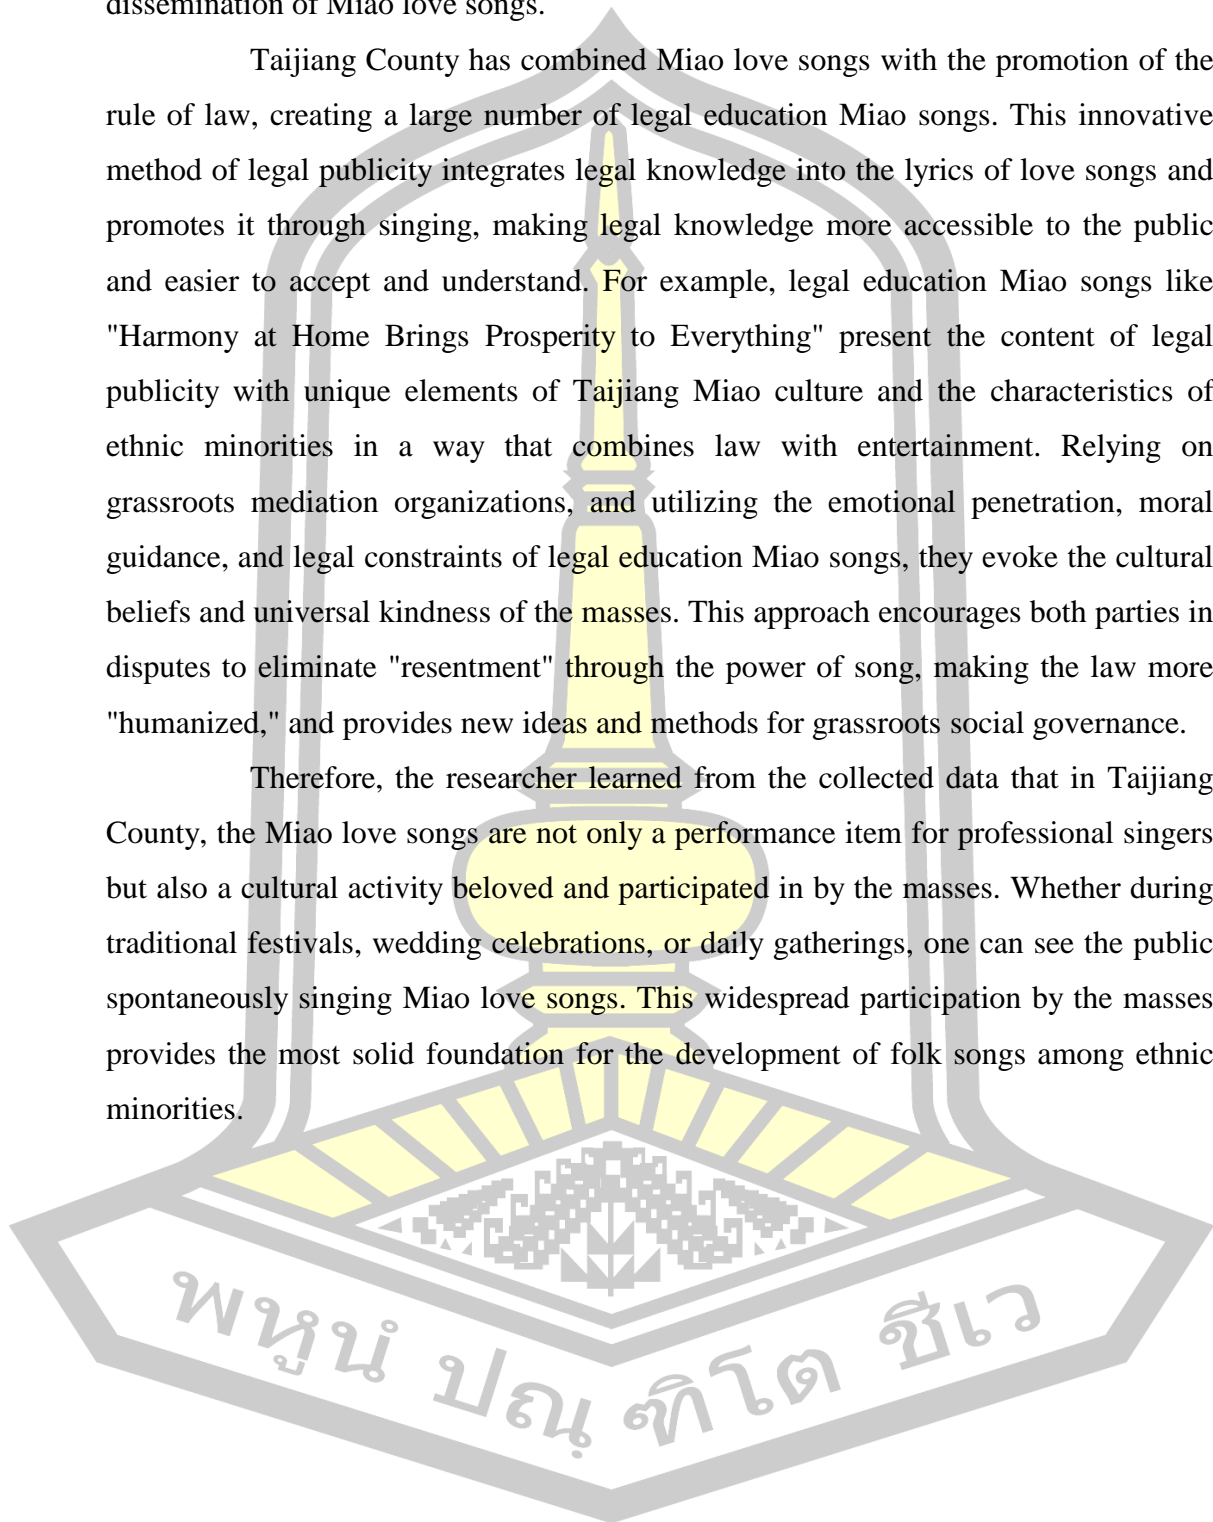 dissemination of Miao love songs.
Taijiang County has combined Miao love songs with the promotion of the
rule of law, creating a large number of legal education Miao songs. This innovative
method of legal publicity integrates legal knowledge into the lyrics of love songs and
promotes it through singing, making legal knowledge more accessible to the public
and easier to accept and understand. For example, legal education Miao songs like
"Harmony at Home Brings Prosperity to Everything" present the content of legal
publicity with unique elements of Taijiang Miao culture and the characteristics of
ethnic minorities in a way that combines law with entertainment. Relying on
grassroots mediation organizations, and utilizing the emotional penetration, moral
guidance, and legal constraints of legal education Miao songs, they evoke the cultural
beliefs and universal kindness of the masses. This approach encourages both parties in
disputes to eliminate "resentment" through the power of song, making the law more
"humanized," and provides new ideas and methods for grassroots social governance.
Therefore, the researcher learned from the collected data that in Taijiang
County, the Miao love songs are not only a performance item for professional singers
but also a cultural activity beloved and participated in by the masses. Whether during
traditional festivals, wedding celebrations, or daily gatherings, one can see the public
spontaneously singing Miao love songs. This widespread participation by the masses
provides the most solid foundation for the development of folk songs among ethnic
minorities.
พหูนํ ปณฺ ฑิโต ชีเว